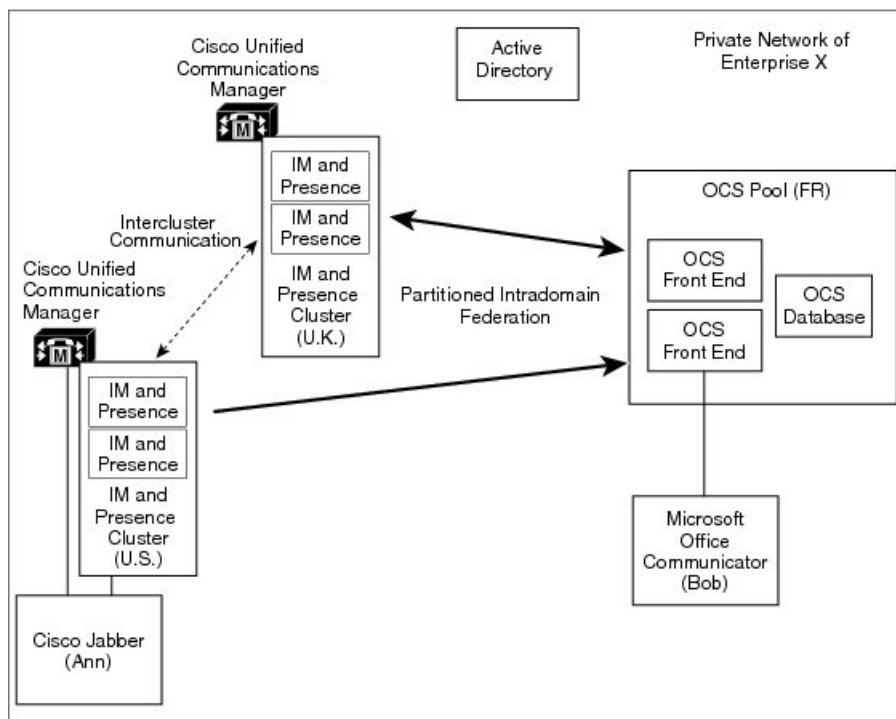 Cisco Unified
Communications
Manager
M
Active
Directory
Private Network of
Enterprise X
IM and
Presence
IM and
Presence
IM and
Presence
Cluster
(U.K.)
Intercluster
Communication
OCS Pool (FR)
OCS
Front End
OCS
Front End
OCS
Database
Partitioned Intradomain
Federation
Cisco Unified
Communications
Manager
M
IM and
Presence
IM and
Presence
IM and
Presence
Cluster
(U.S.)
Microsoft
Office
Communicator
(Bob)
Cisco Jabber
(Ann)